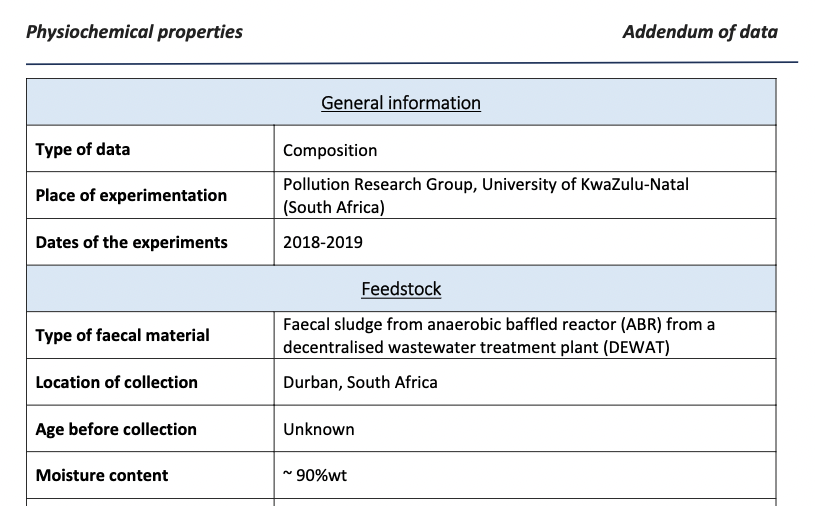 Physiochemical properties Addendum of data
General information
Type of data Composition
Place of experimentation Pollution Research Group, University of KwaZulu-Natal
(South Africa)
Dates of the experiments 2018-2019
Feedstock
Type of faecal material Faecal sludge from anaerobic baffled reactor (ABR) from a
decentralised wastewater treatment plant (DEWAT)
Location of collection Durban, South Africa
Age before collection Unknown
Moisture content ~ 90%wt